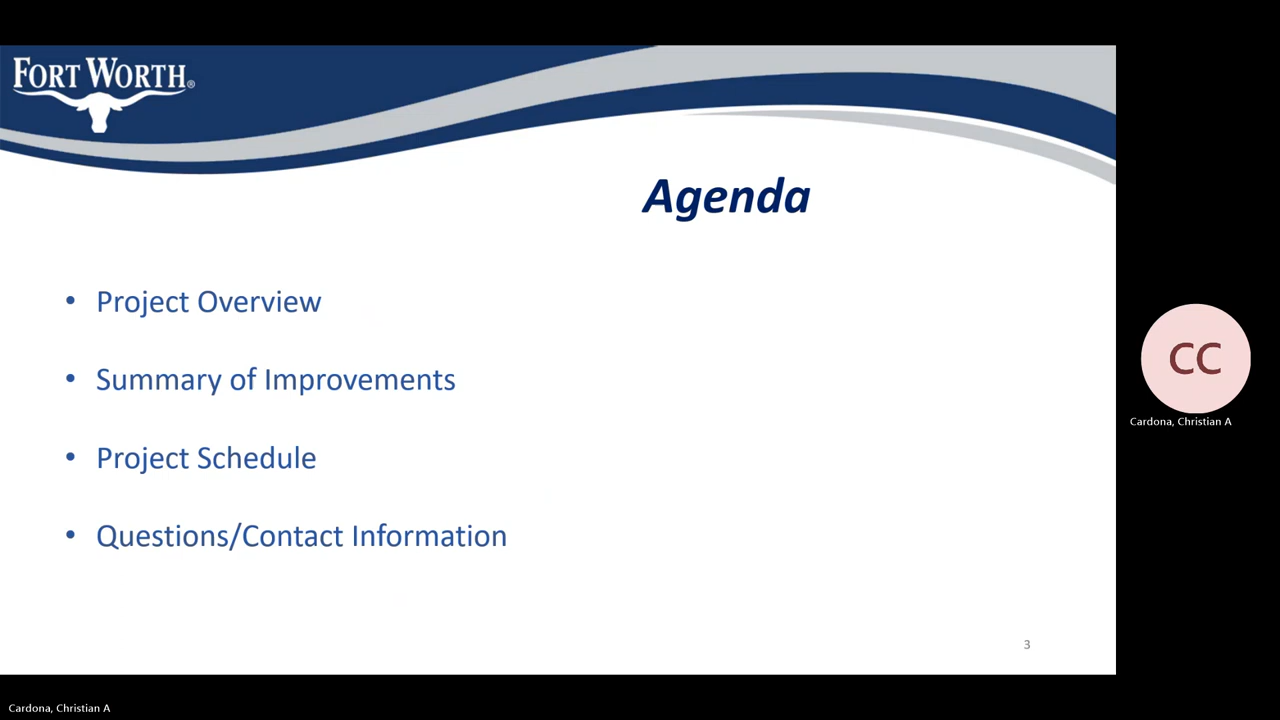 FORT WORTH®
Agenda
• Project Overview
• Summary of Improvements
• Project Schedule
• Questions/Contact Information
3
CC
Cardona, Christian A
Cardona, Christian A